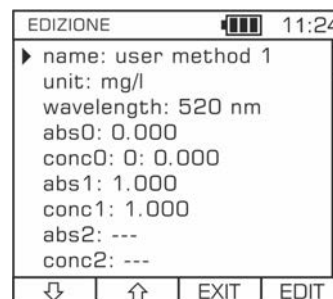 EDIZIONE 11:24
name: user method 1
unit: mg/l
wavelength: 520 nm
abs0: 0.000
conc0: 0: 0.000
abs1: 1.000
conc1: 1.000
abs2: ---
conc2: ---
EXIT EDIT